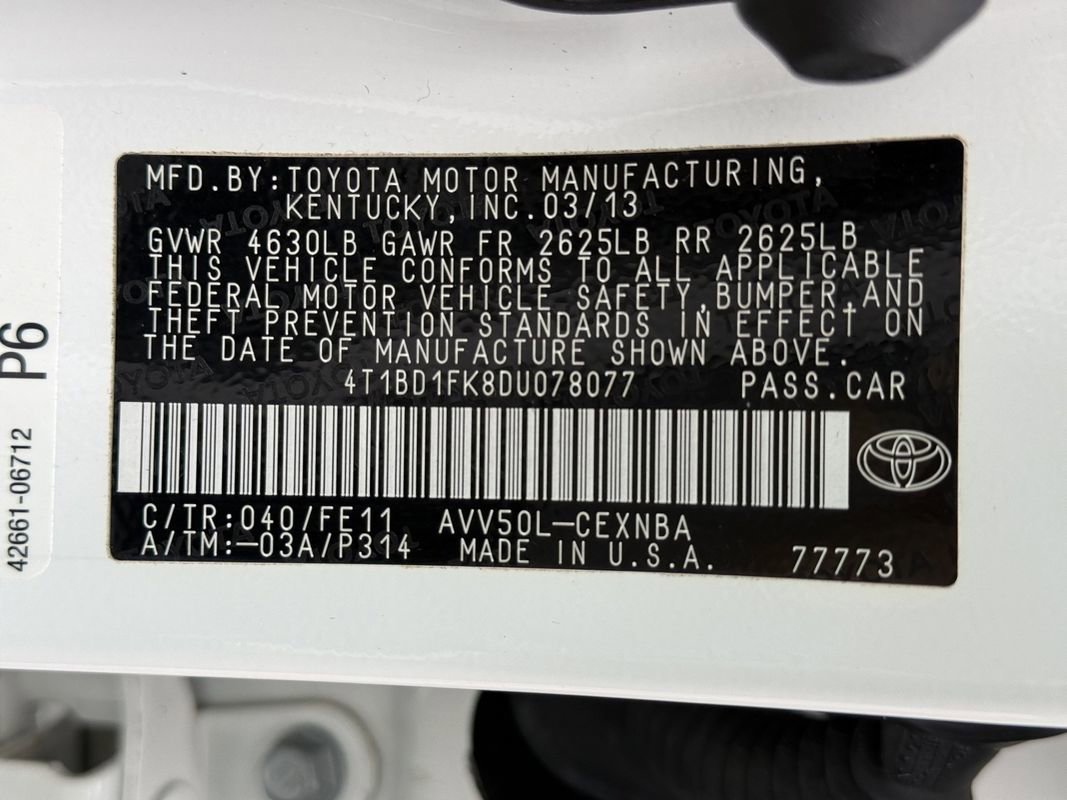 MFD.BY:TOYOTA MOTOR MANUFACTURING,
KENTUCKY,INC.03/13
GVWR 4630LB GAWR FR 2625LB RR 2625LB
THIS VEHICLE CONFORMS TO ALL APPLICABLE
FEDERAL MOTOR VEHICLE SAFETY,BUMPER,AND
THEFT PREVENTION STANDARDS IN EFFECT ON
THE DATE OF MANUFACTURE SHOWN ABOVE.
4T1BD1FK8DU078077 PASS.CAR
C/TR:040/FE11 AVV50L-CEXNBA
A/TM:-03A/P314 MADE IN U.S.A. 77773
P6
42661-06712